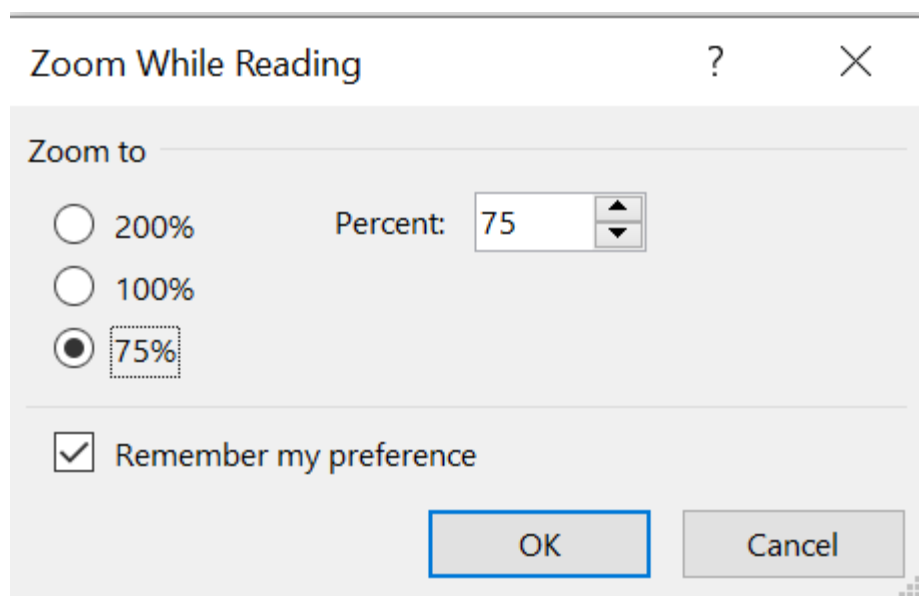 Zoom While Reading ?
Zoom to
200% Percent: 75
100%
75%
Remember my preference
OK Cancel